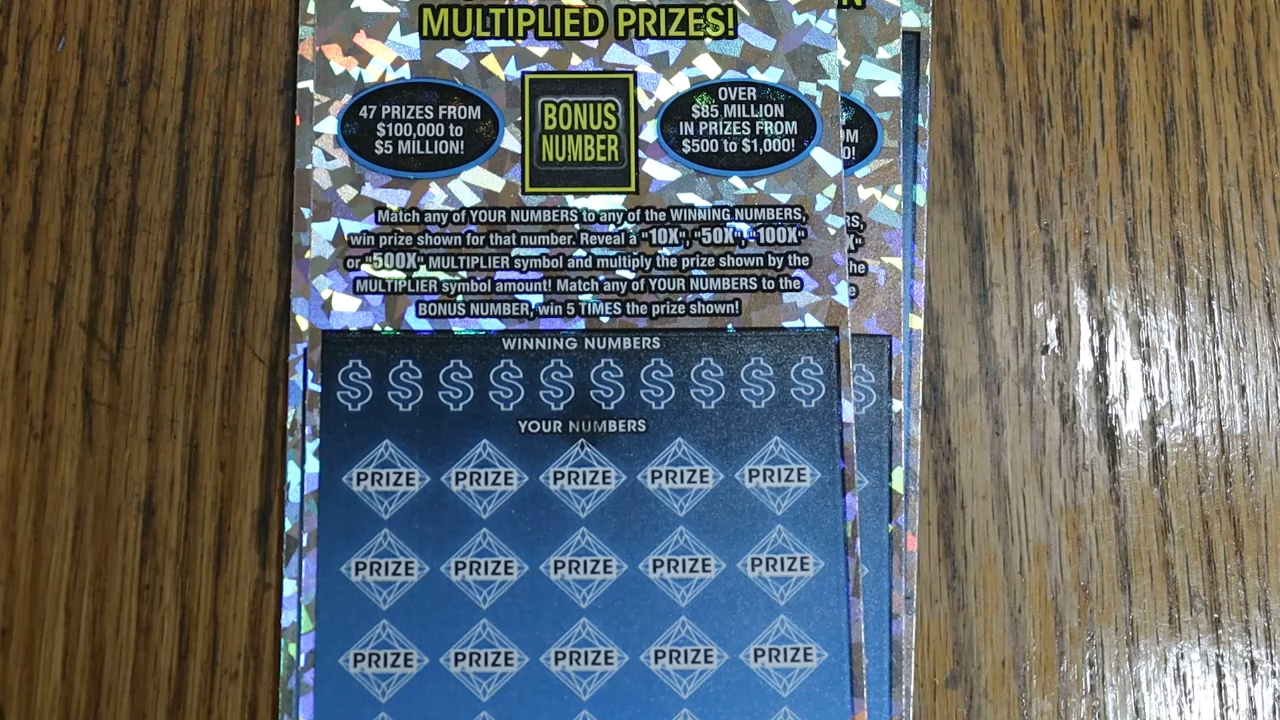 MULTIPLIED PRIZES!
47 PRIZES FROM
$100,000 to
$5 MILLION!
BONUS
NUMBER
OVER
$85 MILLION
IN PRIZES FROM
$500 to $1,000!
Match any of YOUR NUMBERS to any of the WINNING NUMBERS,
win prize shown for that number. Reveal a "10X", "50X", "100X"
or "500X" MULTIPLIER symbol and multiply the prize shown by the
MULTIPLIER symbol amount! Match any of YOUR NUMBERS to the
BONUS NUMBER, win 5 TIMES the prize shown!
WINNING NUMBERS
$ $ $ $ $ $ $ $ $ $
YOUR NUMBERS
PRIZE PRIZE PRIZE PRIZE PRIZE
PRIZE PRIZE PRIZE PRIZE PRIZE
PRIZE PRIZE PRIZE PRIZE PRIZE